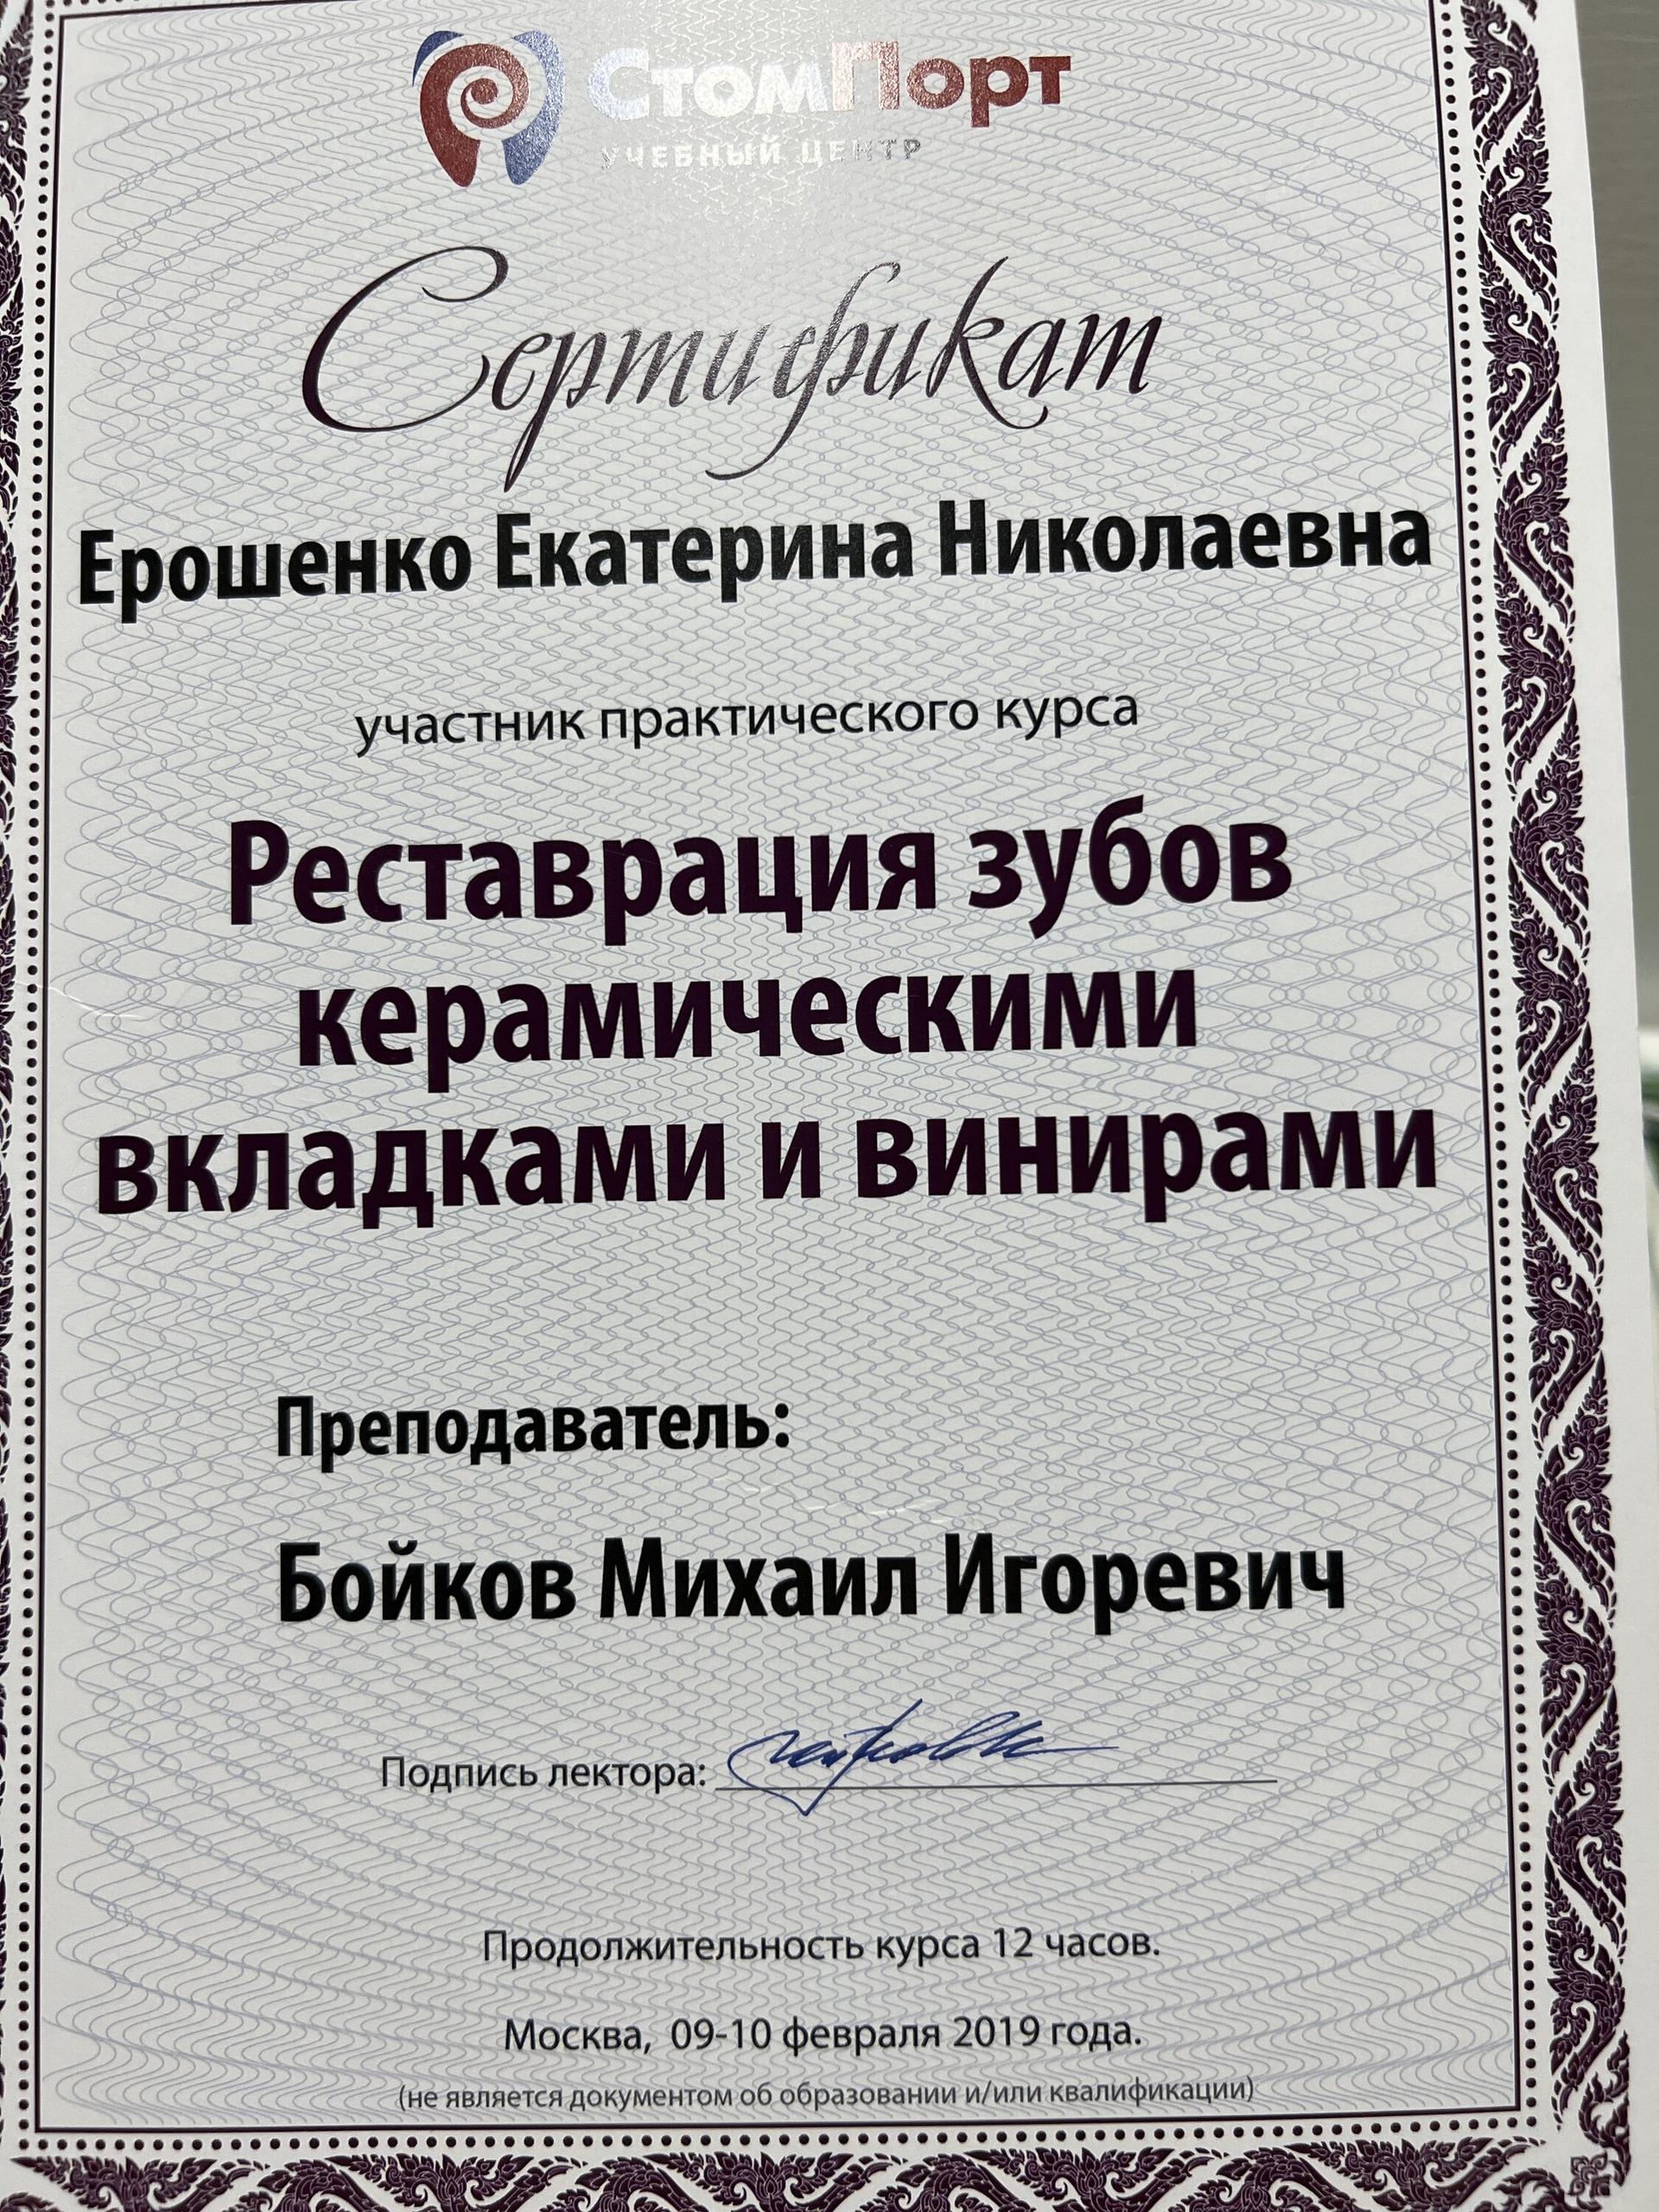 СтомПорт
УЧЕБНЫЙ ЦЕНТР
Сертификат
Ерошенко Екатерина Николаевна
участник практического курса
Реставрация зубов
керамическими
вкладками и винирами
Преподаватель:
Бойков Михаил Игоревич
Подпись лектора:
Продолжительность курса 12 часов.
Москва, 09-10 февраля 2019 года.
(не является документом об образовании и/или квалификации)